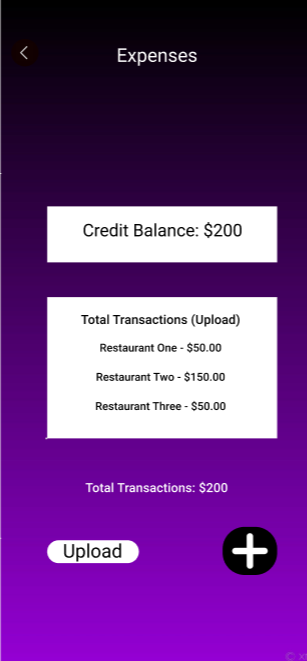 Expenses
Credit Balance: $200
Total Transactions (Upload)
Restaurant One - $50.00
Restaurant Two - $150.00
Restaurant Three - $50.00
Total Transactions: $200
Upload